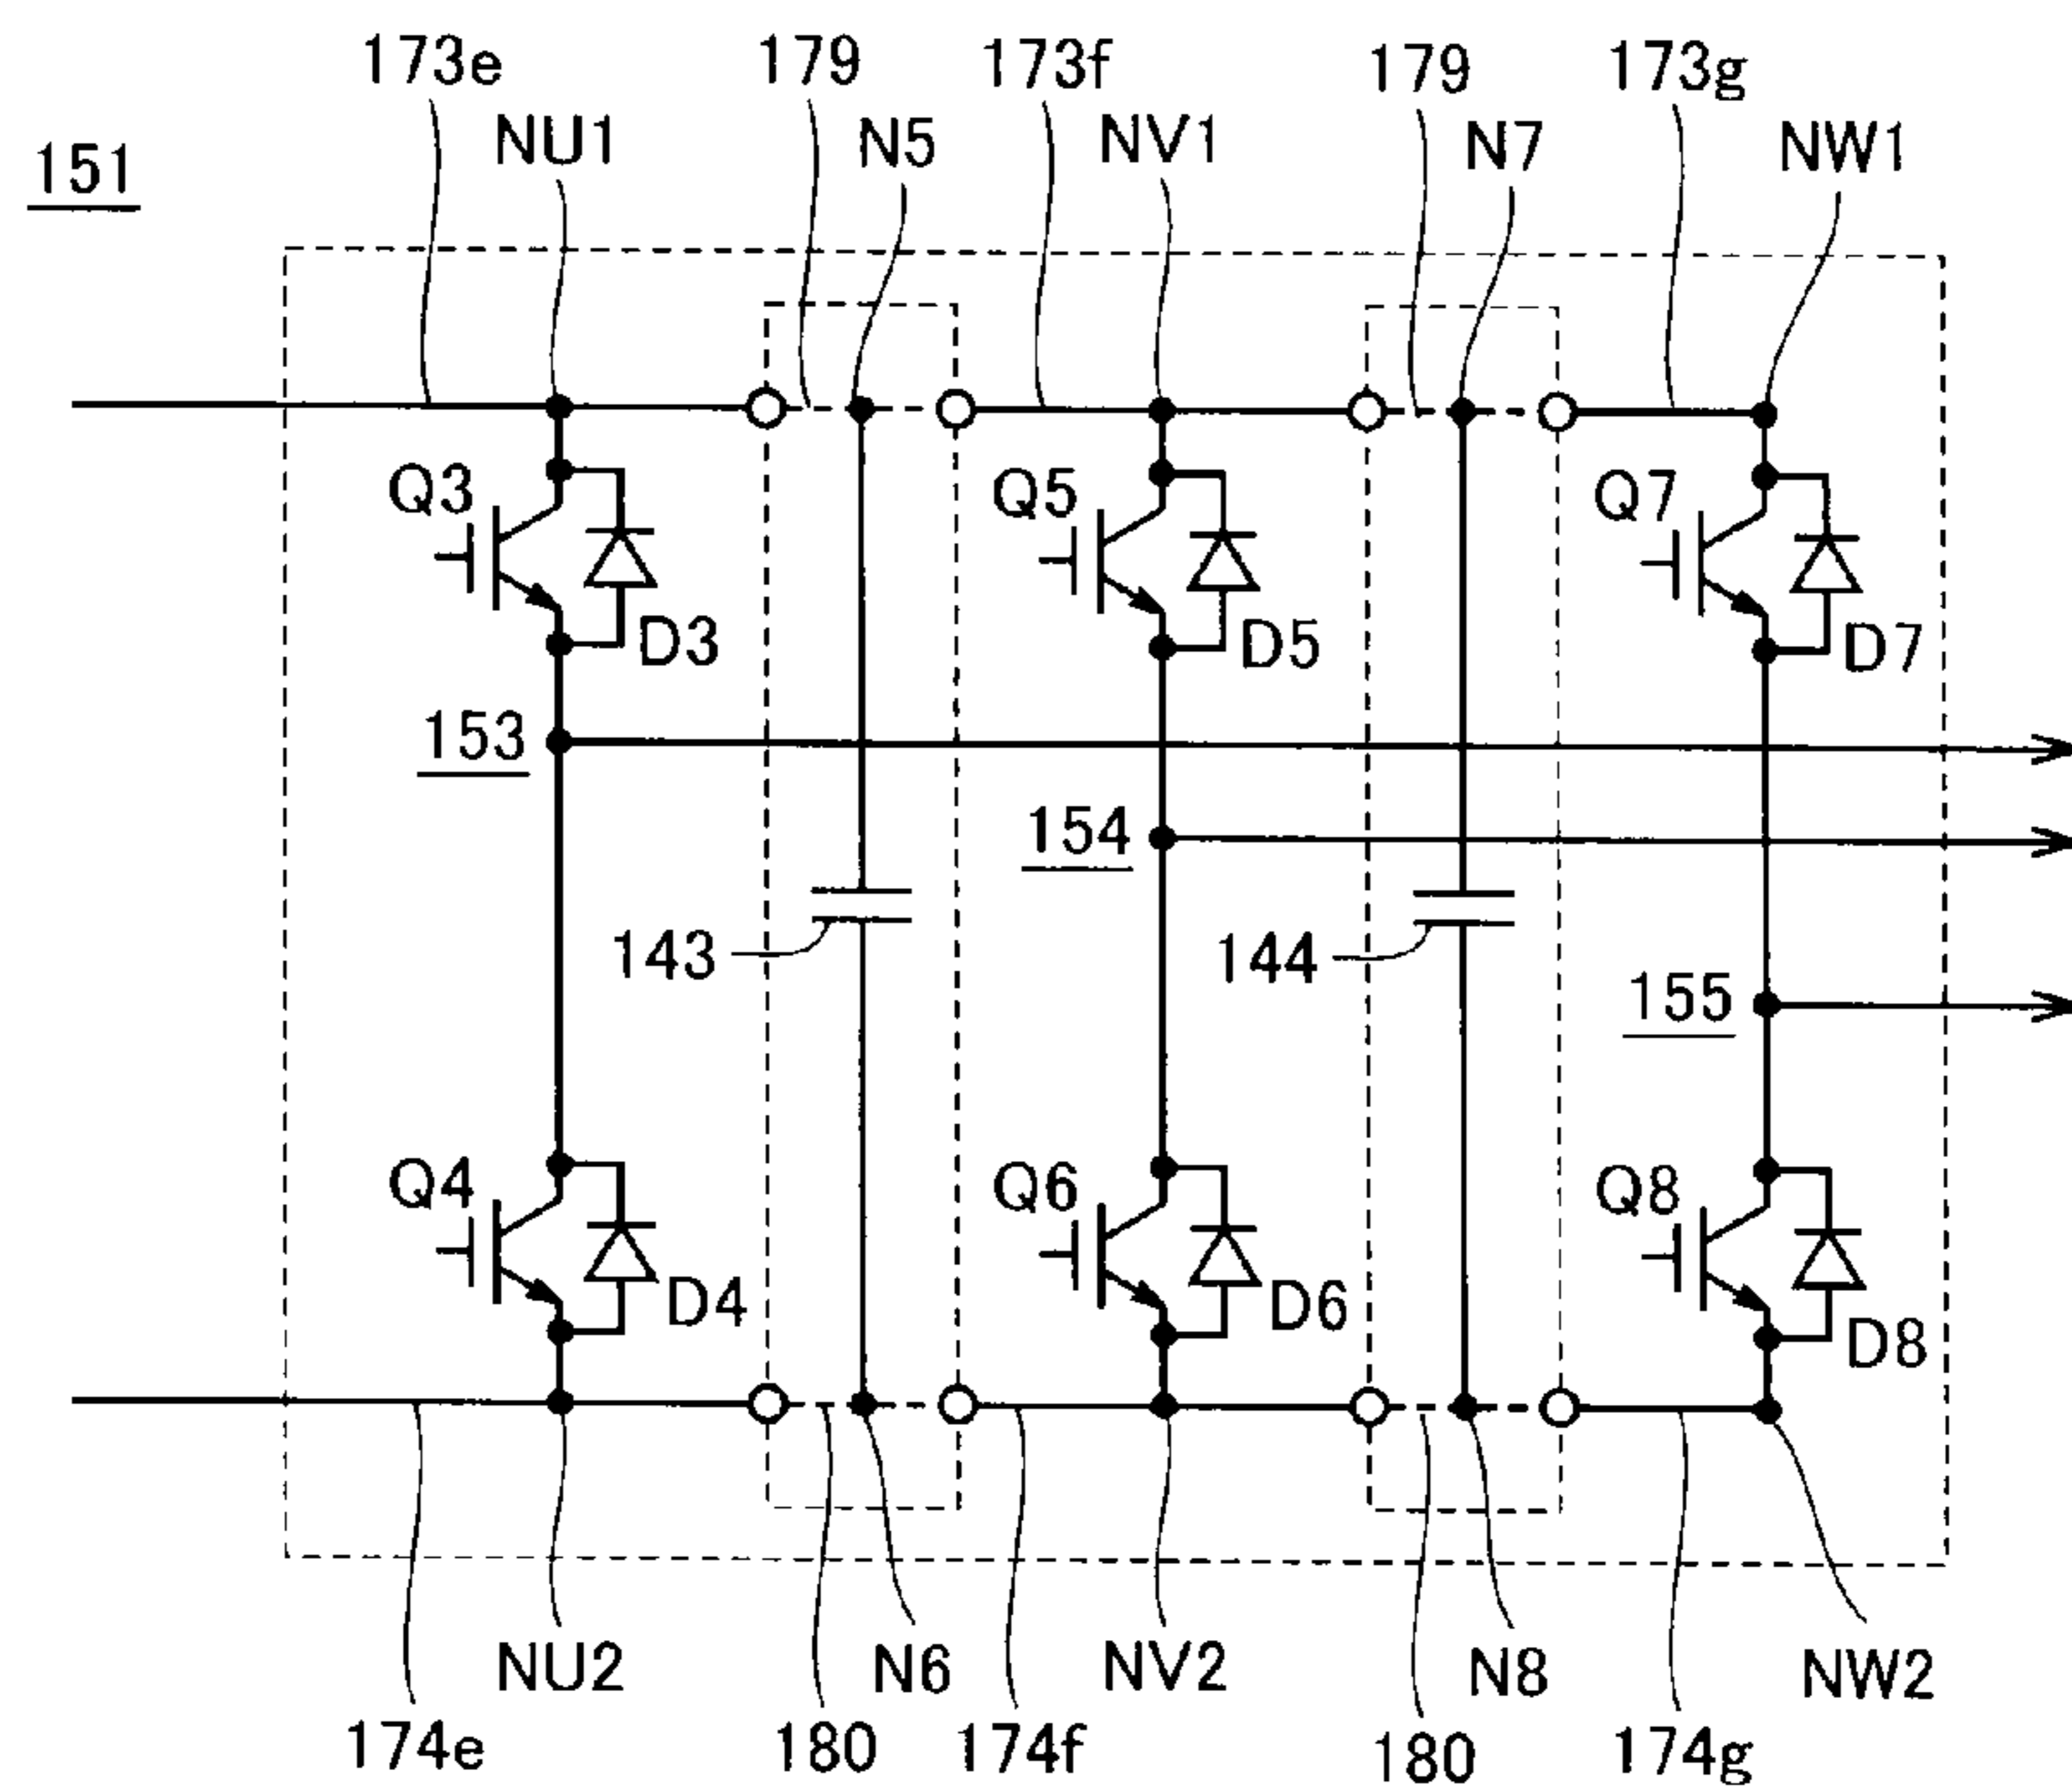 173e 179 173f 179 173g
NU1 N5 NV1 N7 NW1
151
Q3 Q5 Q7
D3 D5 D7
153
154
143 144
155
Q4 Q6 Q8
D4 D6 D8
NU2 N6 NV2 N8 NW2
174e 180 174f 180 174g